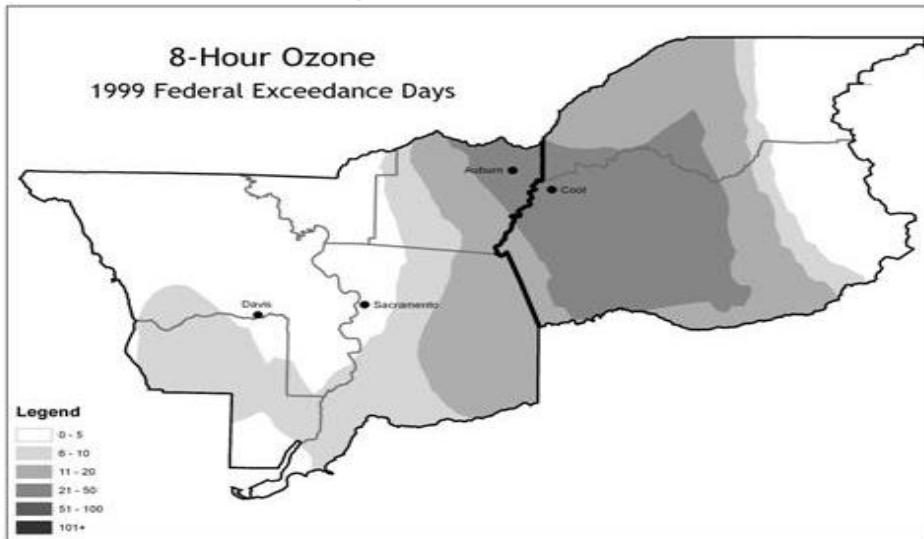 8-Hour Ozone
1999 Federal Exceedance Days
Auburn
Cool
Davis
Sacramento
Legend
0 - 5
6 - 10
11 - 20
21 - 50
51 - 100
101+